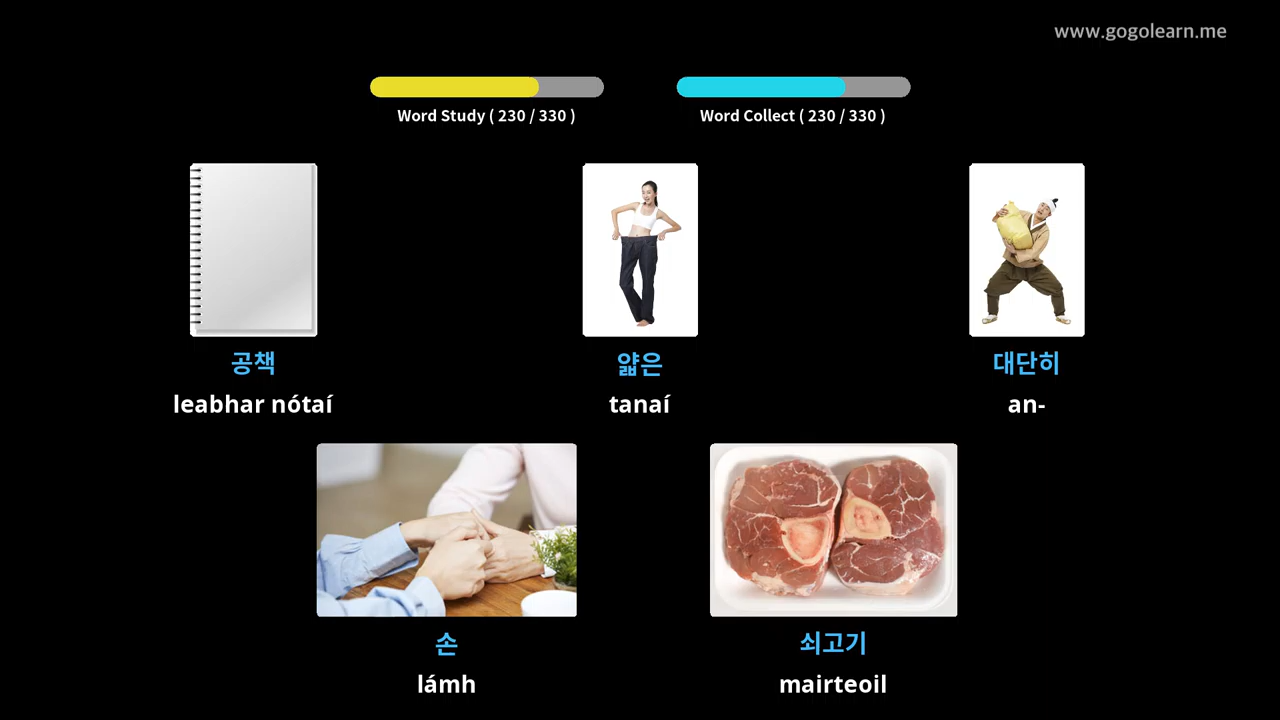 www.gogolearn.me
Word Study ( 230 / 330 )
Word Collect ( 230 / 330 )
공책
leabhar nótaí
얇은
tanaí
대단히
an-
손
lámh
쇠고기
mairteoil